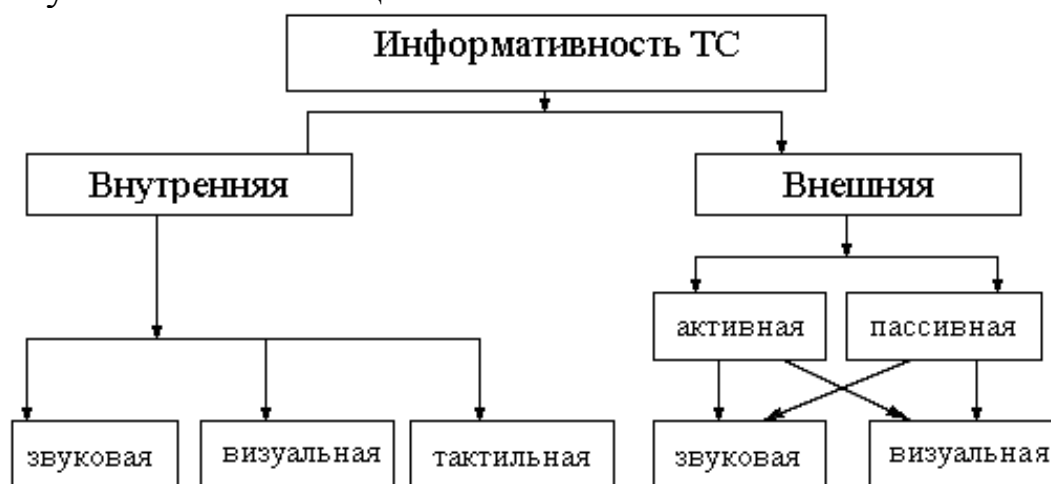 Информативность ТС
Внутренняя
Внешняя
активная
пассивная
звуковая
визуальная
тактильная
звуковая
визуальная